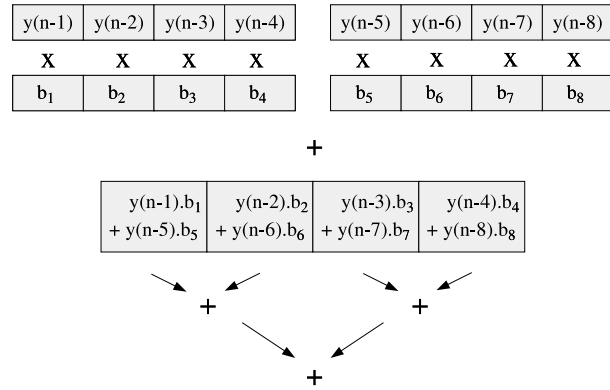 y(n-1) y(n-2) y(n-3) y(n-4) y(n-5) y(n-6) y(n-7) y(n-8)
X X X X X X X X
b₁ b₂ b₃ b₄ b₅ b₆ b₇ b₈
+
y(n-1).b₁ y(n-2).b₂ y(n-3).b₃ y(n-4).b₄
+ y(n-5).b₅ + y(n-6).b₆ + y(n-7).b₇ + y(n-8).b₈
+ +
+